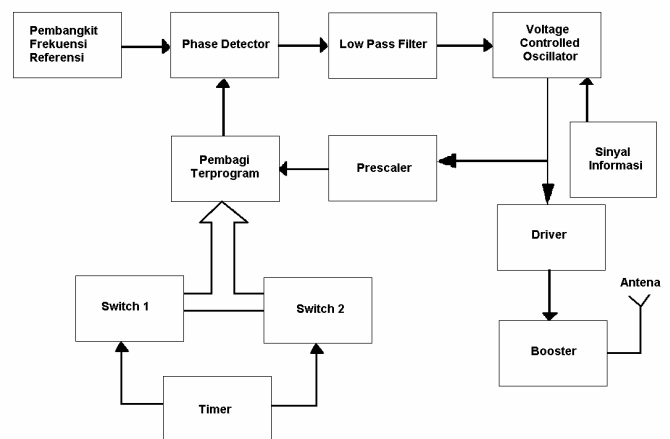 Pembangkit
Frekuensi
Referensi
Phase Detector
Low Pass Filter
Voltage
Controlled
Oscillator
Pembagi
Terprogram
Prescaler
Sinyal
Informasi
Driver
Switch 1
Switch 2
Antena
Booster
Timer